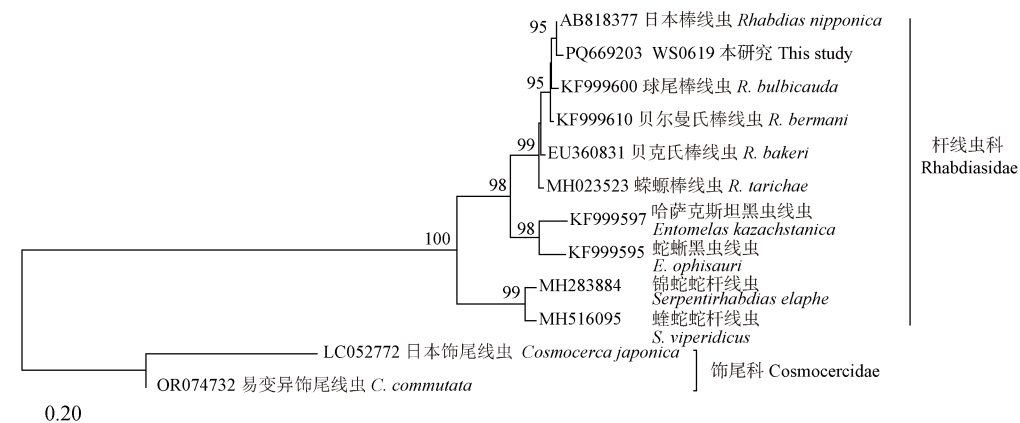 95
AB818377 日本棒线虫 Rhabdias nipponica
PQ669203 WS0619 本研究 This study
95
KF999600 球尾棒线虫 R. bulbicauda
KF999610 贝尔曼氏棒线虫 R. bermani
99
EU360831 贝克氏棒线虫 R. bakeri
杆线虫科
Rhabdiasidae
98
MH023523 蝾螈棒线虫 R. tarichae
KF999597 哈萨克斯坦黑虫线虫
Entomelas kazachstanica
98
100
KF999595 蛇蜥黑虫线虫
E. ophisauri
99
MH283884 锦蛇蛇杆线虫
Serpentirhabdias elaphe
MH516095 蝰蛇蛇杆线虫
S. viperidicus
LC052772 日本饰尾线虫 Cosmocerca japonica
饰尾科 Cosmocercidae
OR074732 易变异饰尾线虫 C. commutata
0.20